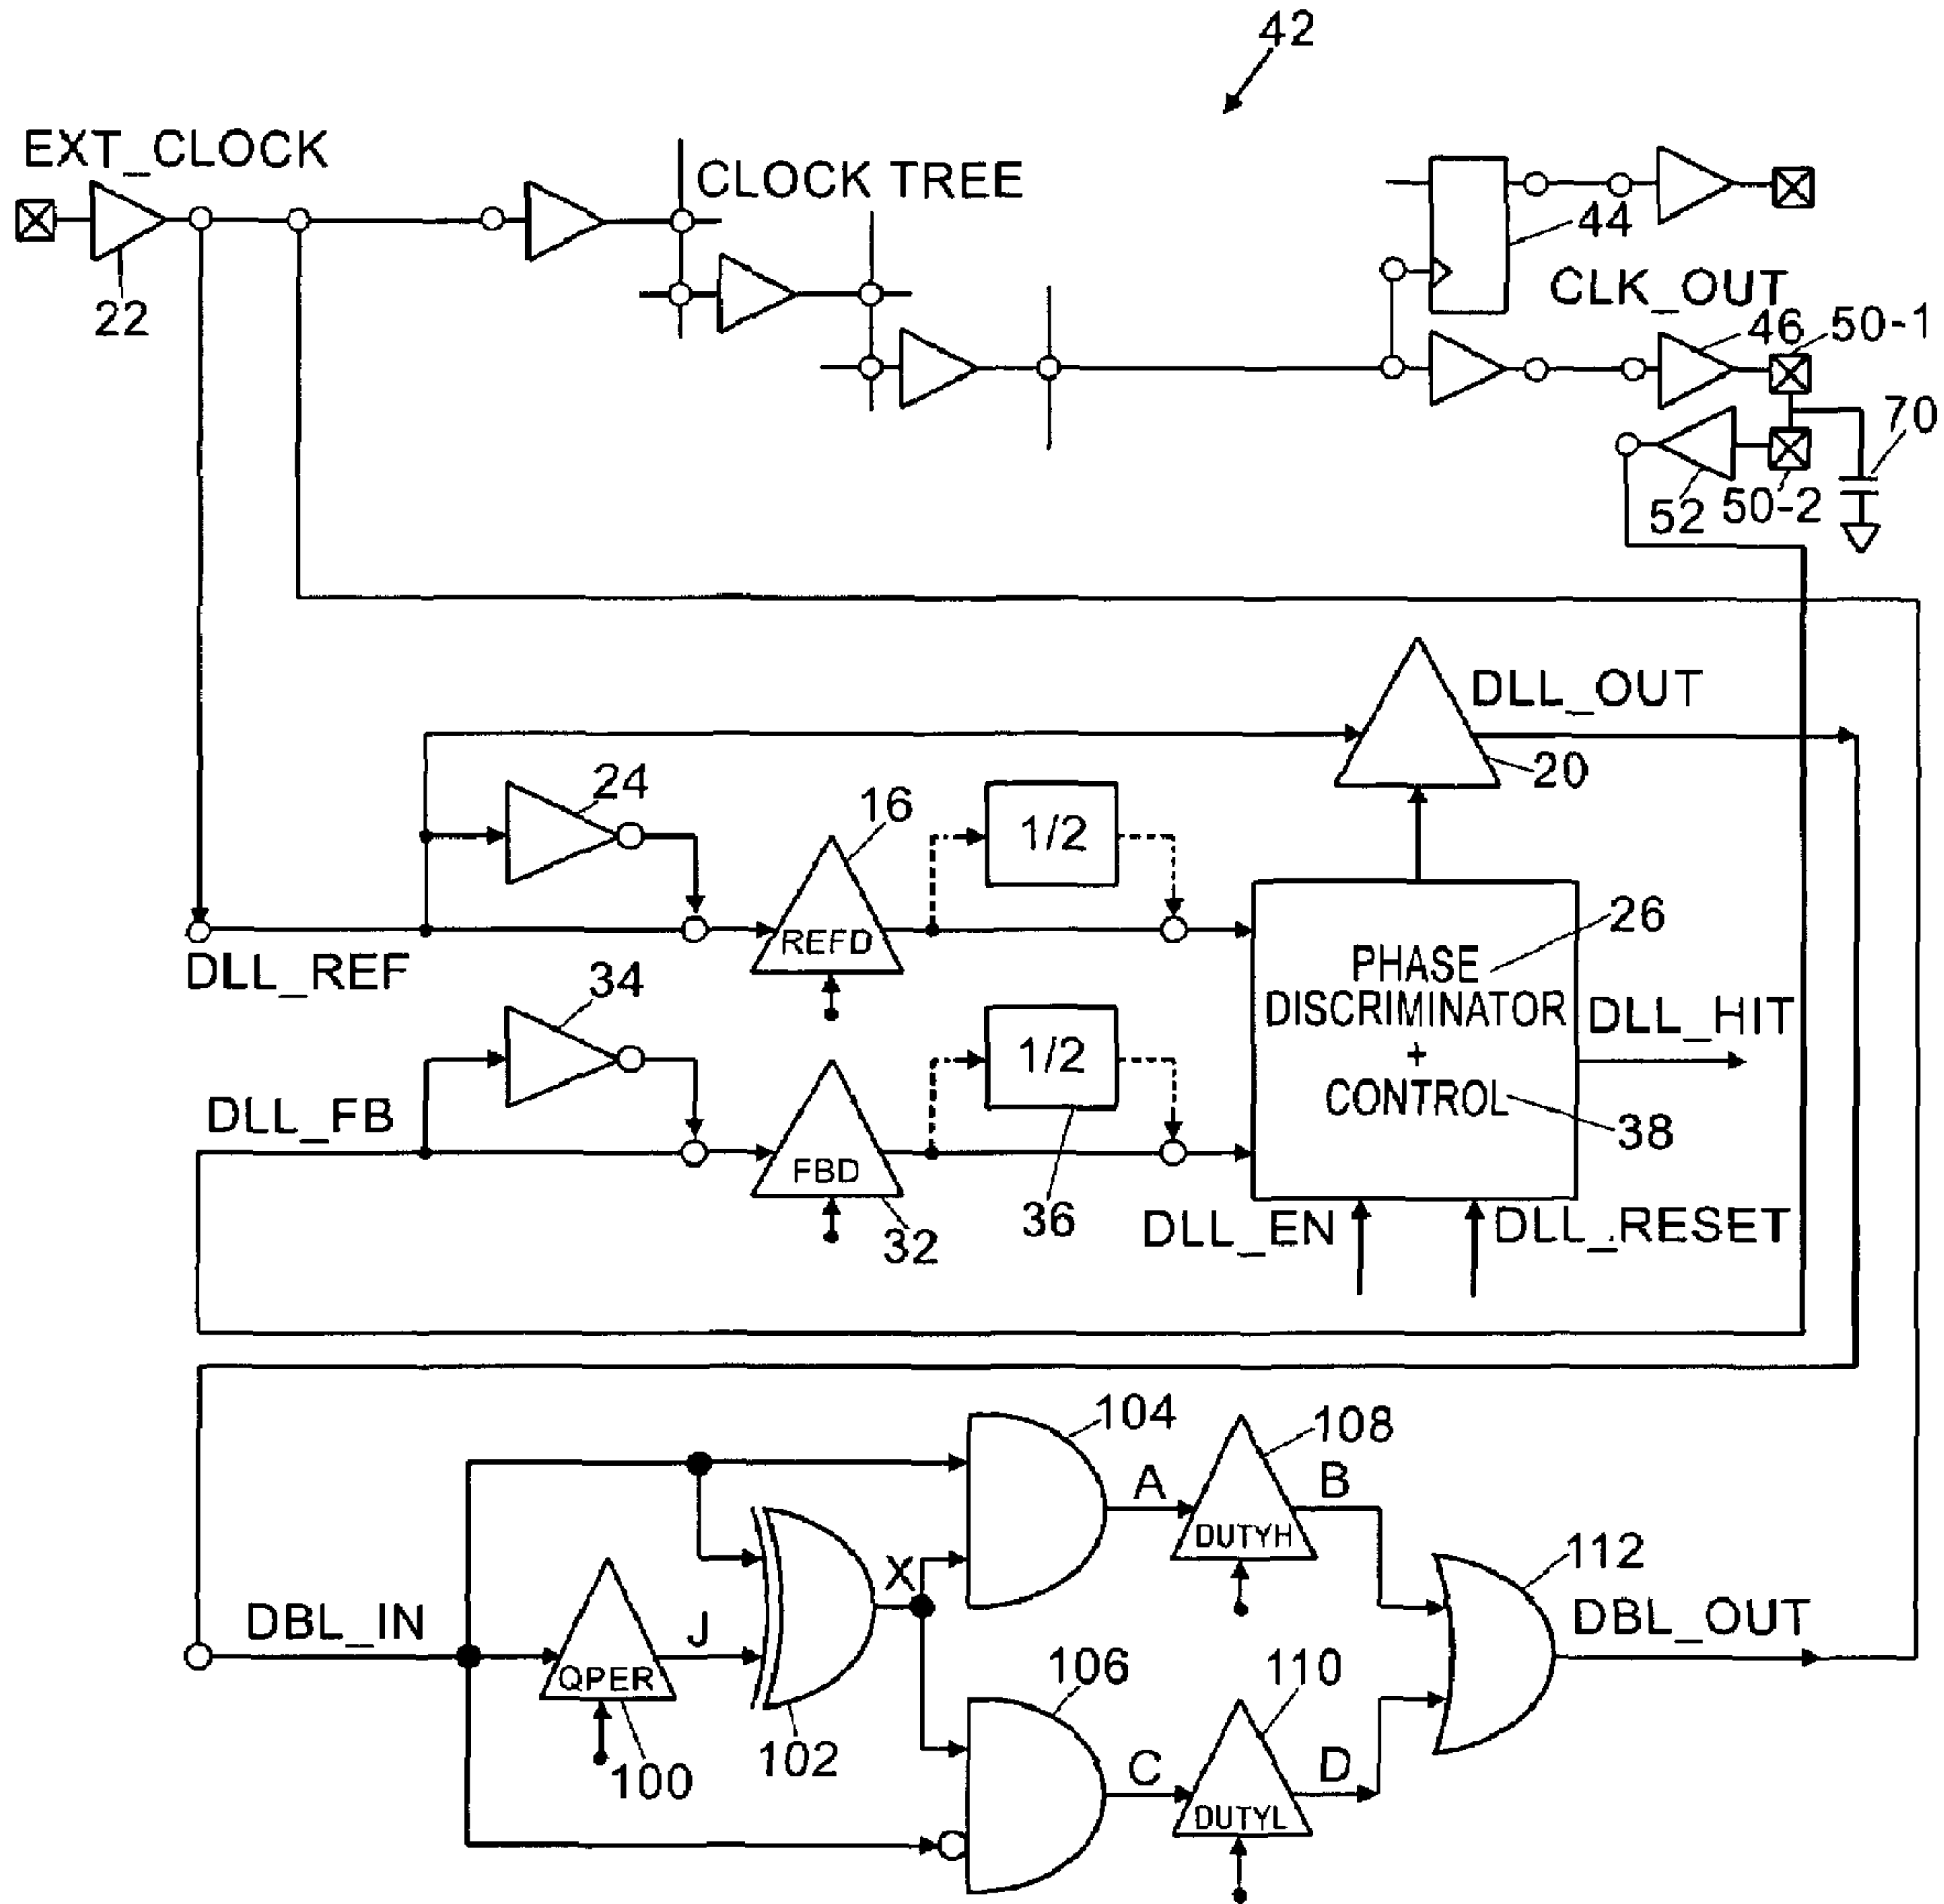 42
EXT_CLOCK
CLOCK TREE
22
44
CLK_OUT
46
50-1
70
52
50-2
DLL_OUT
20
24
16
1/2
26
REFD
DLL_REF
PHASE
DISCRIMINATOR
+
CONTROL
38
DLL_HIT
34
1/2
DLL_FB
FBD
32
36
DLL_EN
DLL_RESET
104
108
A
B
DUTYH
112
X
DBL_IN
J
DBL_OUT
QPER
100
102
106
110
C
D
DUTYL